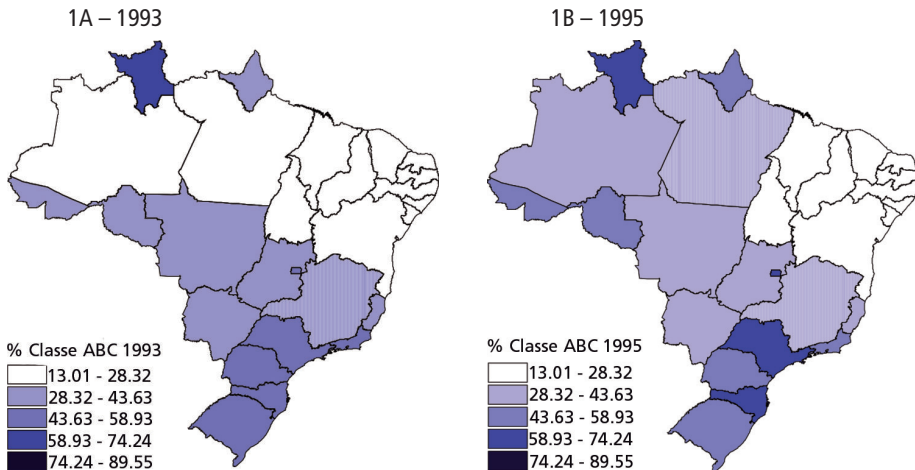 1A – 1993
% Classe ABC 1993
13.01 - 28.32
28.32 - 43.63
43.63 - 58.93
58.93 - 74.24
74.24 - 89.55
1B – 1995
% Classe ABC 1995
13.01 - 28.32
28.32 - 43.63
43.63 - 58.93
58.93 - 74.24
74.24 - 89.55